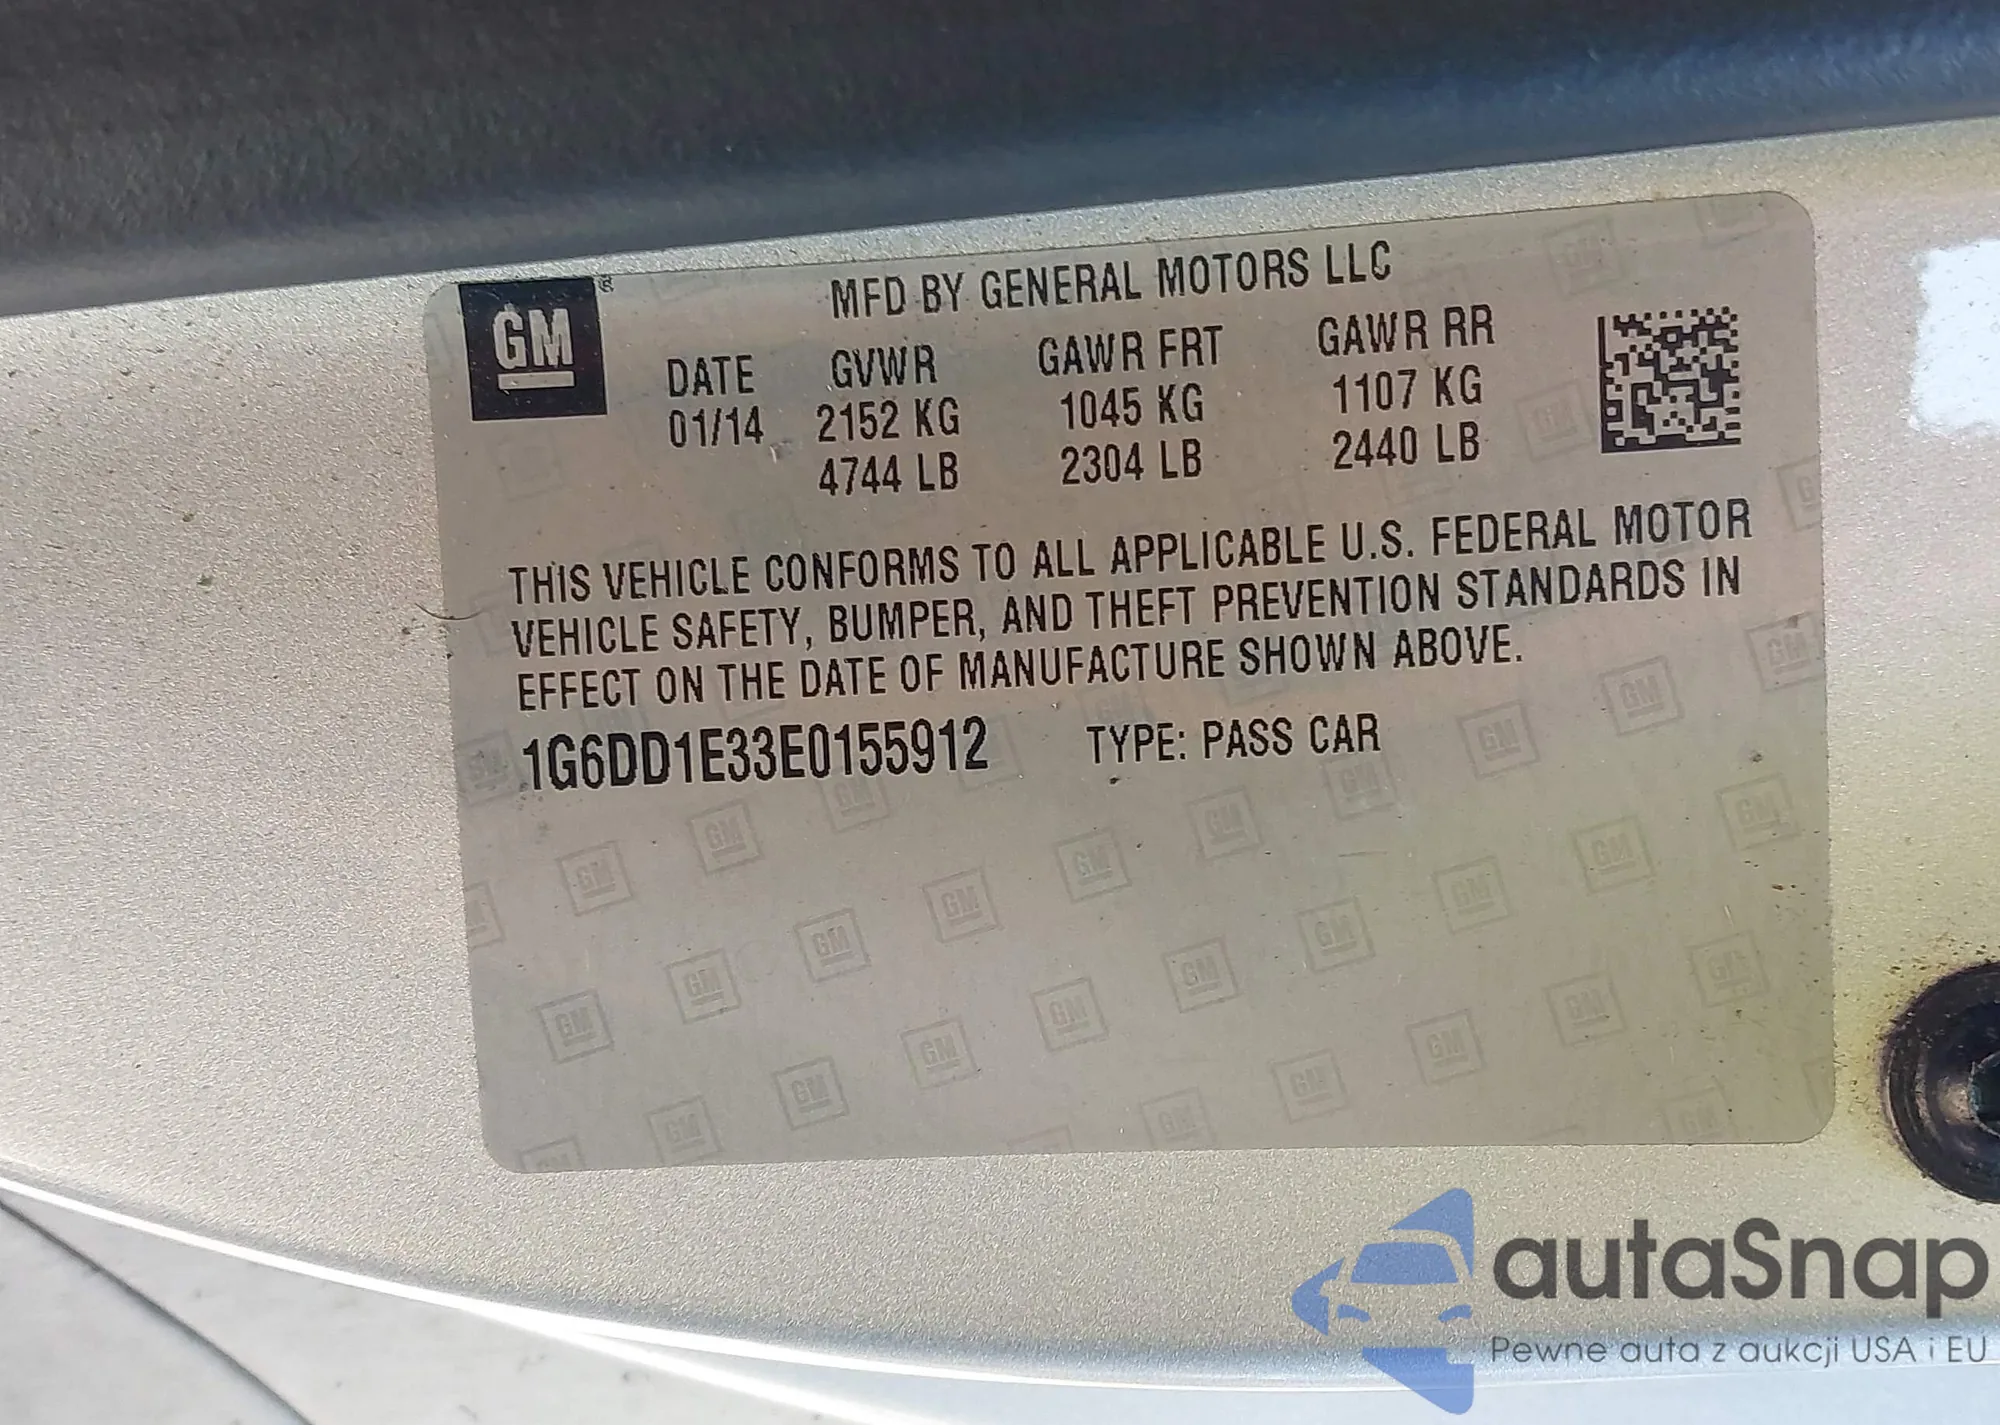 GM
MFD BY GENERAL MOTORS LLC
DATE GVWR GAWR FRT GAWR RR
01/14 2152 KG 1045 KG 1107 KG
4744 LB 2304 LB 2440 LB
THIS VEHICLE CONFORMS TO ALL APPLICABLE U.S. FEDERAL MOTOR
VEHICLE SAFETY, BUMPER, AND THEFT PREVENTION STANDARDS IN
EFFECT ON THE DATE OF MANUFACTURE SHOWN ABOVE.
1G6DD1E33E0155912 TYPE: PASS CAR
autaSnap
Pewne auta z aukcji USA i EU